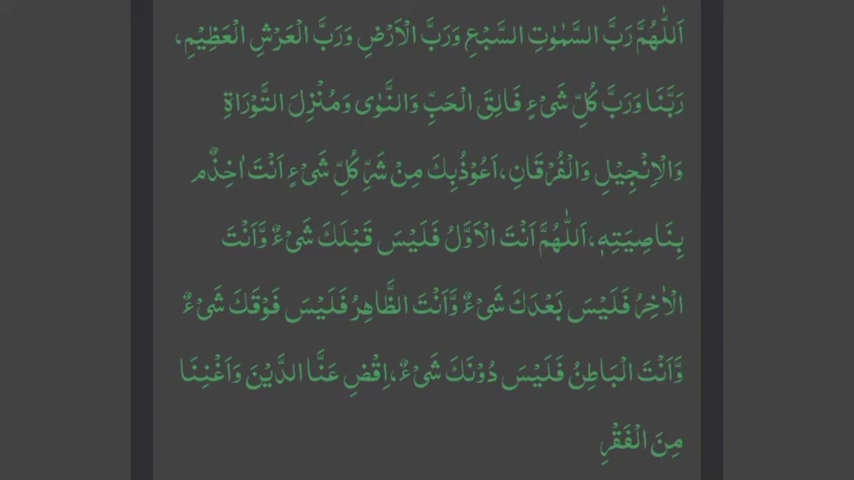 اَللّٰهُمَّ رَبَّ السَّمٰوٰتِ السَّبْعِ وَرَبَّ الْاَرْضِ وَرَبَّ الْعَرْشِ الْعَظِيْمِ،
رَبَّنَا وَرَبَّ كُلِّ شَیْءٍ فَالِقَ الْحَبِّ وَالنَّوٰی وَمُنْزِلَ التَّوْرَاةِ
وَالْاِنْجِيْلِ وَالْفُرْقَانِ،اَعُوْذُبِكَ مِنْ شَرِّ كُلِّ شَیْءٍ اَنْتَ اٰخِذٌم
بِنَاصِيَتِهٖ،اَللّٰهُمَّ اَنْتَ الْاَوَّلُ فَلَيْسَ قَبْلَكَ شَیْءٌ وَّاَنْتَ
الْاٰخِرُ فَلَيْسَ بَعْدَكَ شَیْءٌ وَّاَنْتَ الظَّاهِرُ فَلَيْسَ فَوْقَكَ شَیْءٌ
وَّاَنْتَ الْبَاطِنُ فَلَيْسَ دُوْنَكَ شَیْءٌ،اِقْضِ عَنَّا الدَّيْنَ وَاَغْنِنَا
مِنَ الْفَقْرِ